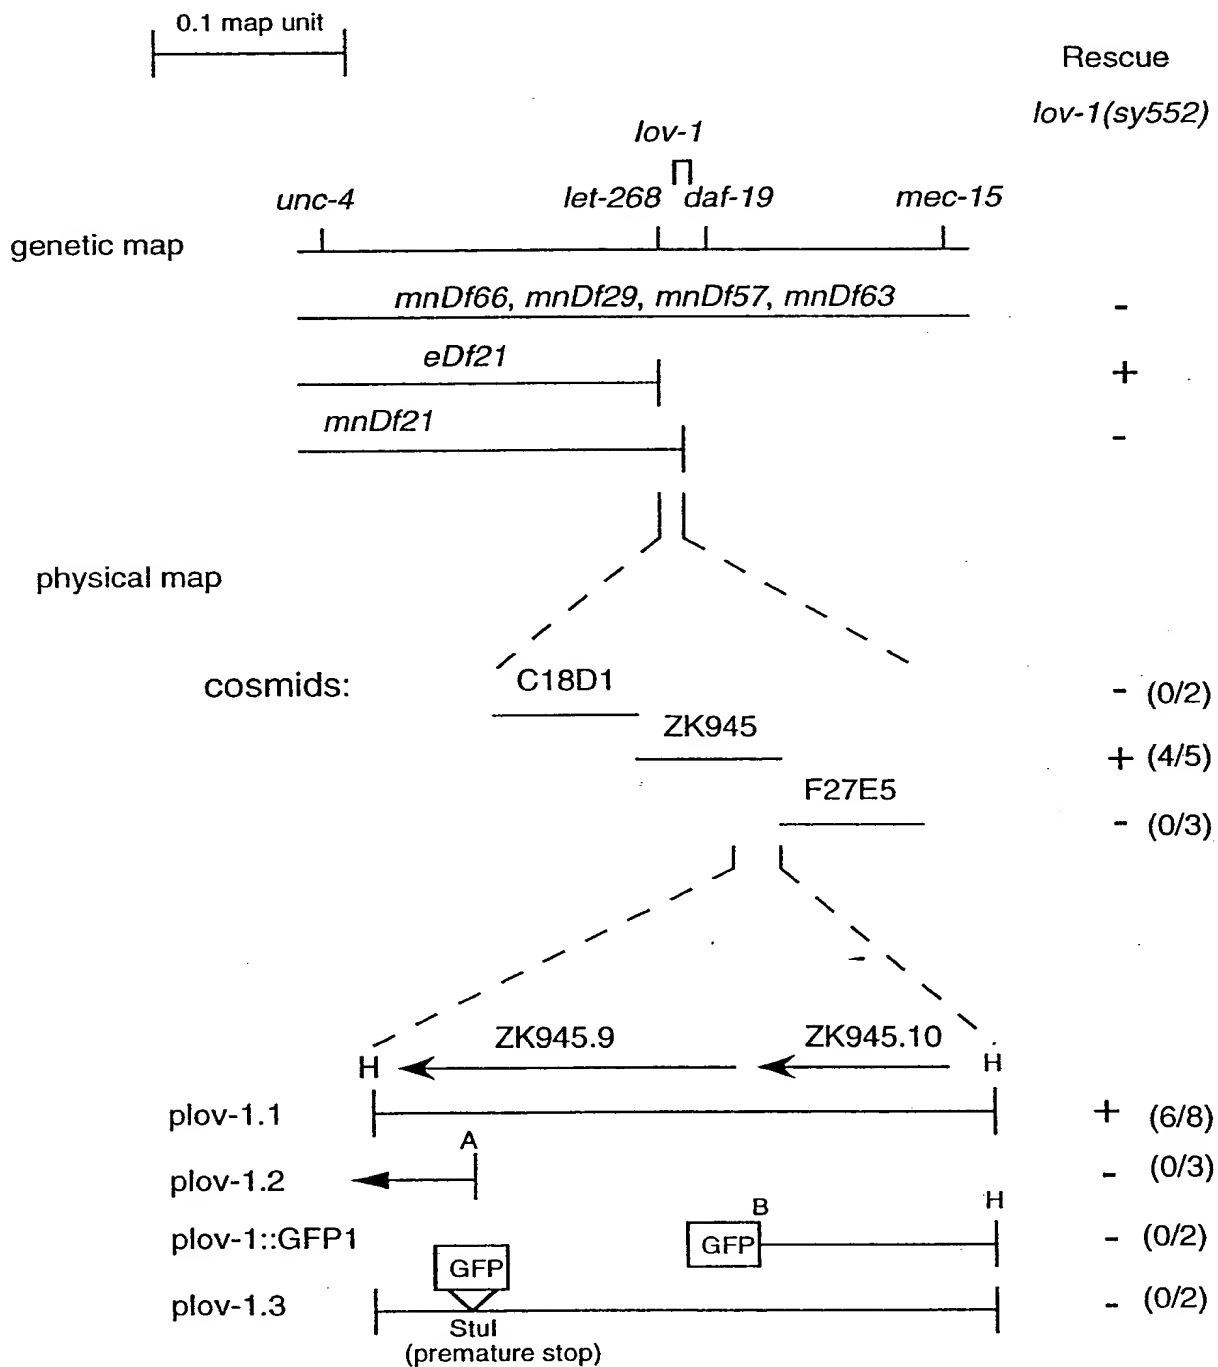 0.1 map unit
Rescue
lov-1(sy552)
lov-1
unc-4 let-268 daf-19 mec-15
genetic map
mnDf66, mnDf29, mnDf57, mnDf63 -
eDf21 +
mnDf21 -
physical map
cosmids:
C18D1 - (0/2)
ZK945 + (4/5)
F27E5 - (0/3)
ZK945.9 ZK945.10
H H
plov-1.1 + (6/8)
A
plov-1.2 - (0/3)
B H
plov-1::GFP1 GFP - (0/2)
GFP
plov-1.3 - (0/2)
StuI
(premature stop)